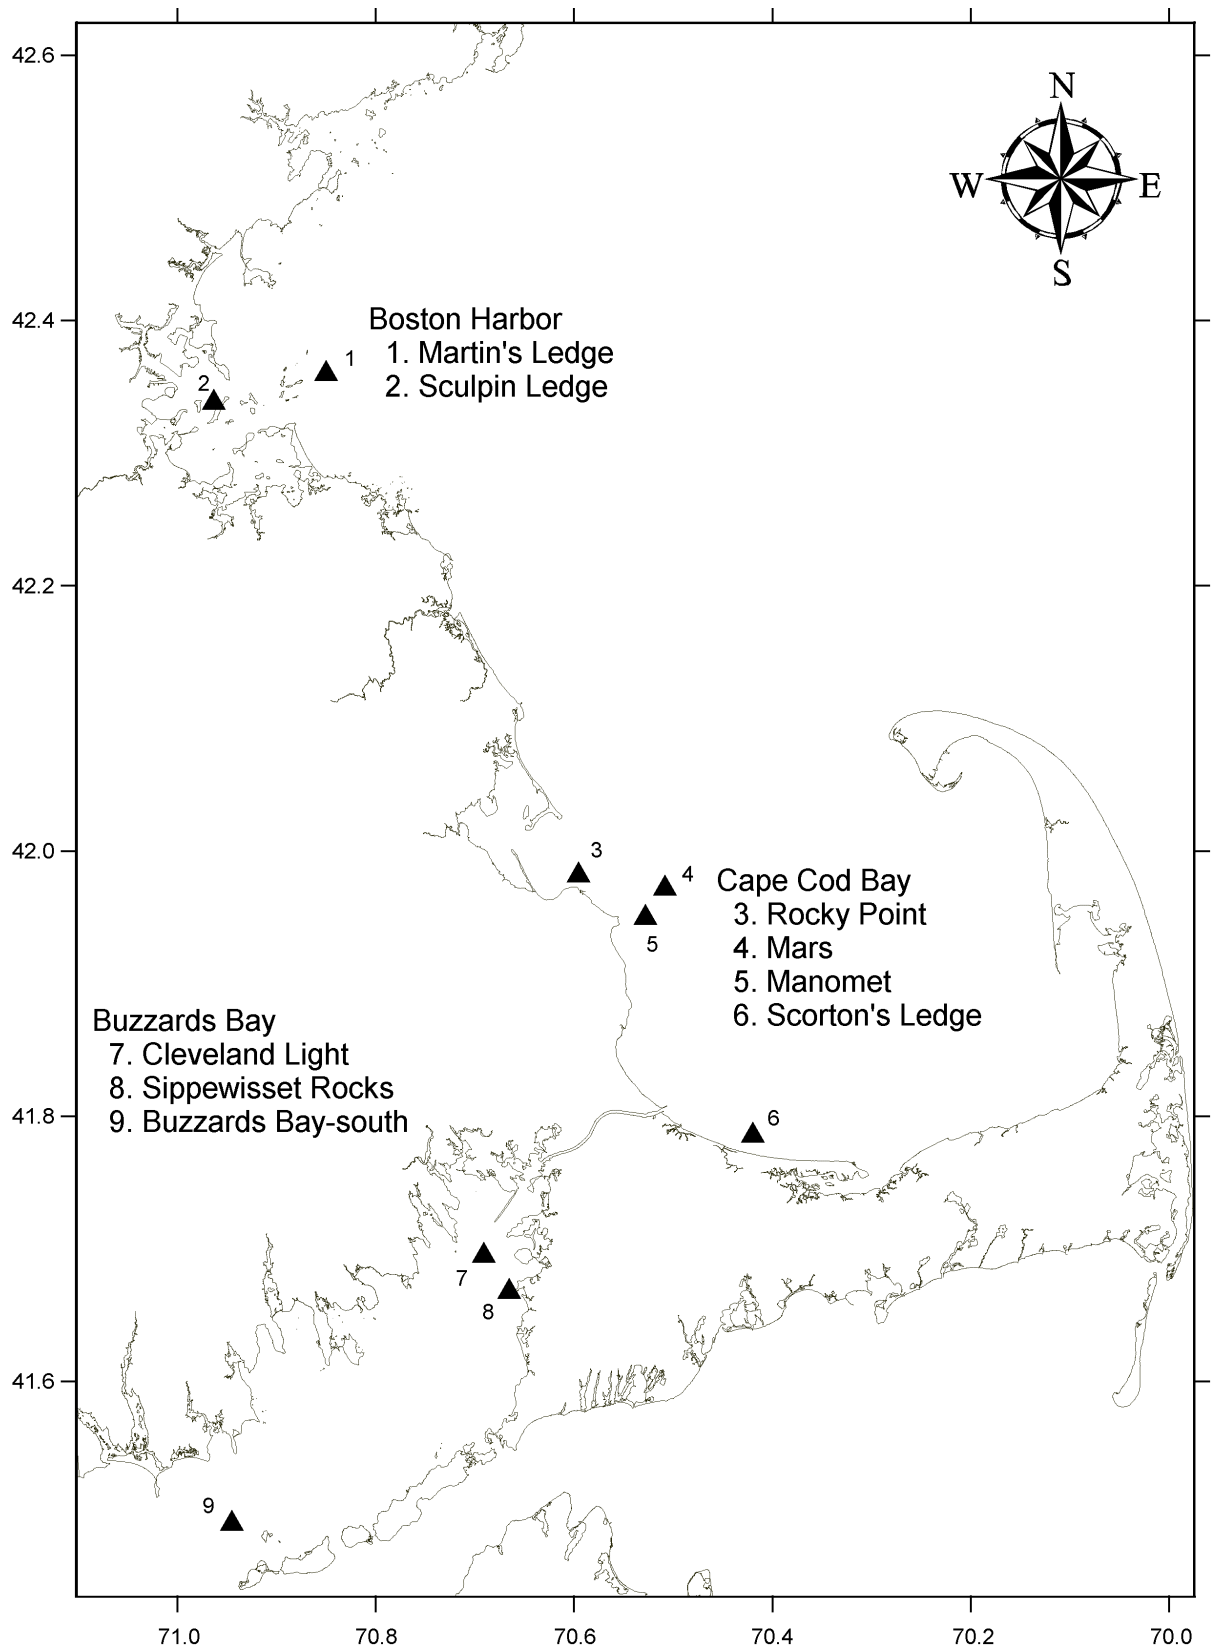 42.6
N
W
E
S
42.4
Boston Harbor
1
1. Martin's Ledge
2
2. Sculpin Ledge
42.2
42.0
3
4
Cape Cod Bay
3. Rocky Point
5
4. Mars
5. Manomet
6. Scorton's Ledge
Buzzards Bay
7. Cleveland Light
8. Sippewisset Rocks
9. Buzzards Bay-south
41.8
6
7
8
41.6
9
71.0 70.8 70.6 70.4 70.2 70.0